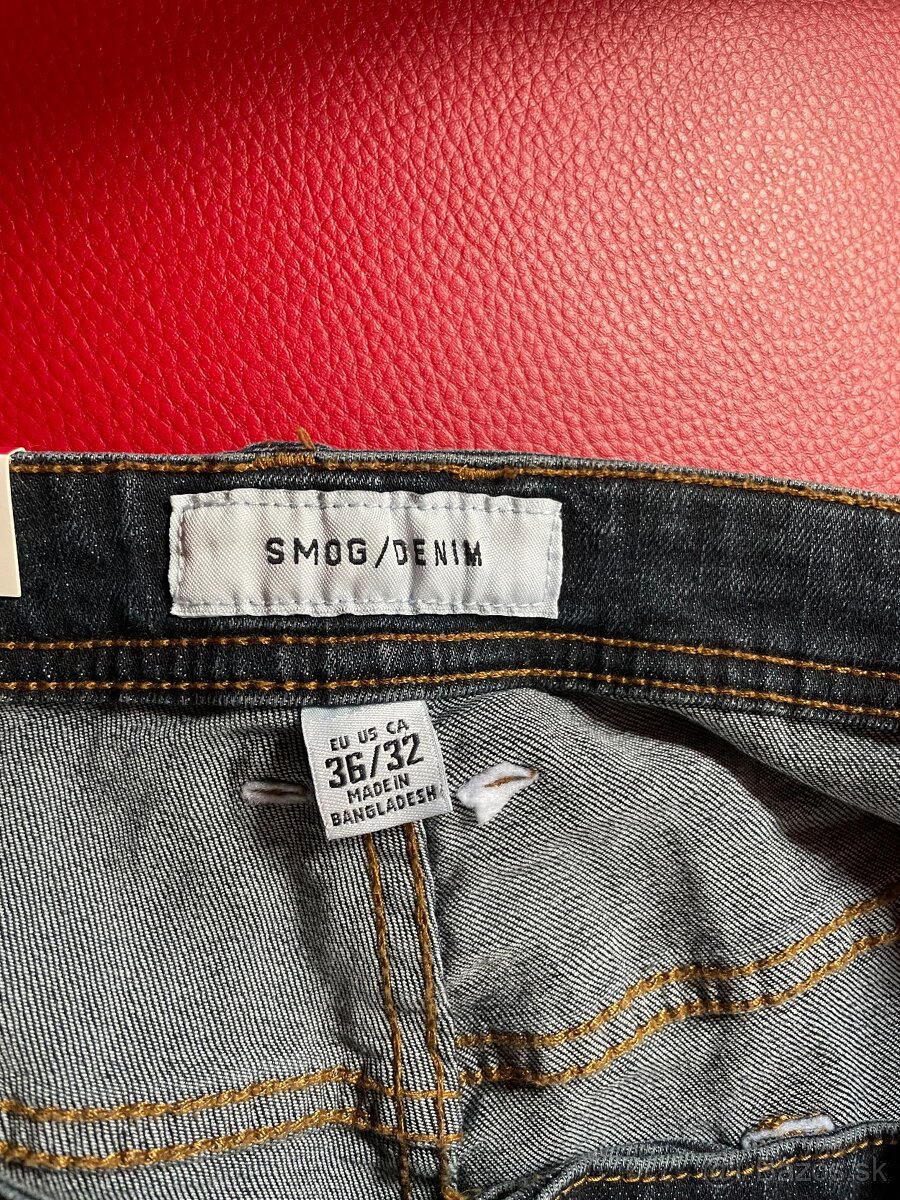 SMOG/DENIM
EU US CA
36/32
MADE IN
BANGLADESH